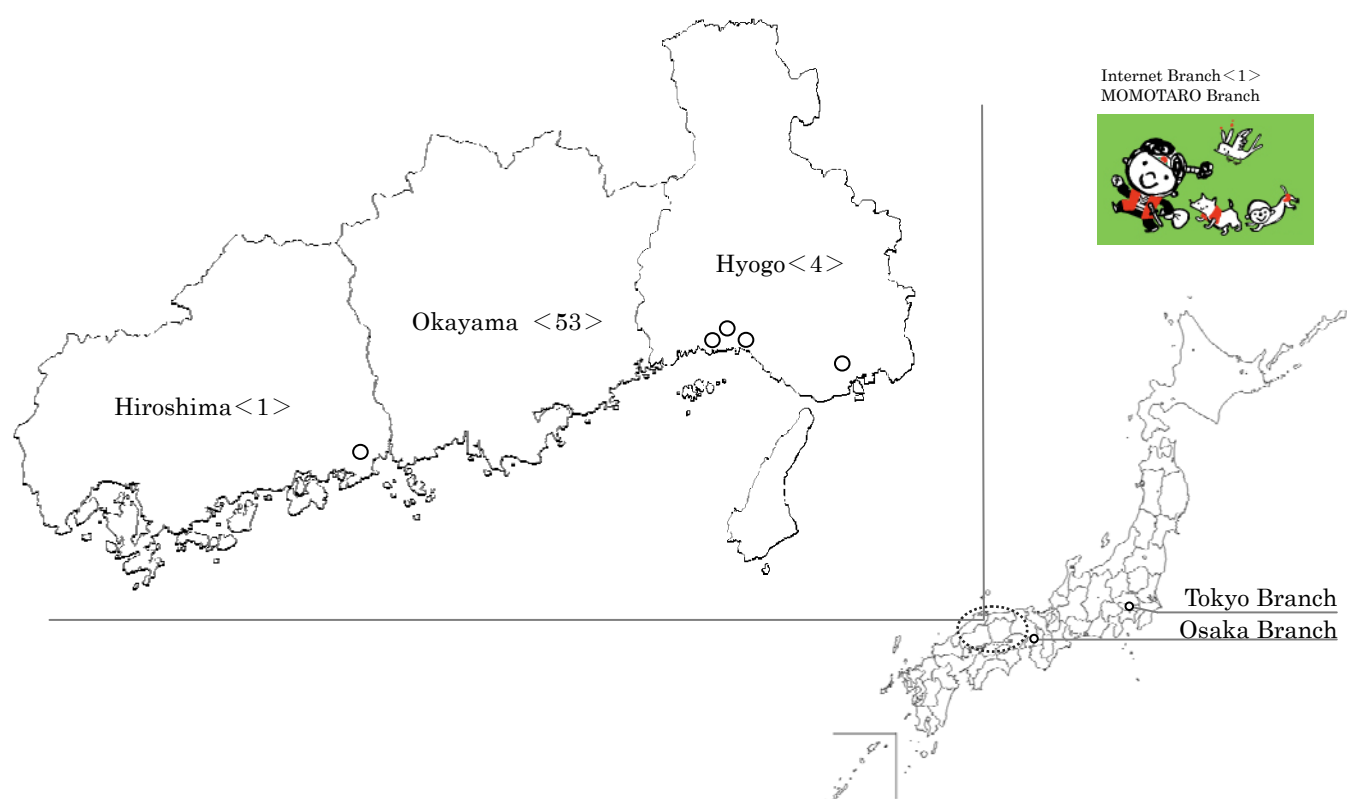 Internet Branch＜1＞
MOMOTARO Branch
Hyogo＜4＞
Okayama ＜53＞
Hiroshima＜1＞
Tokyo Branch
Osaka Branch